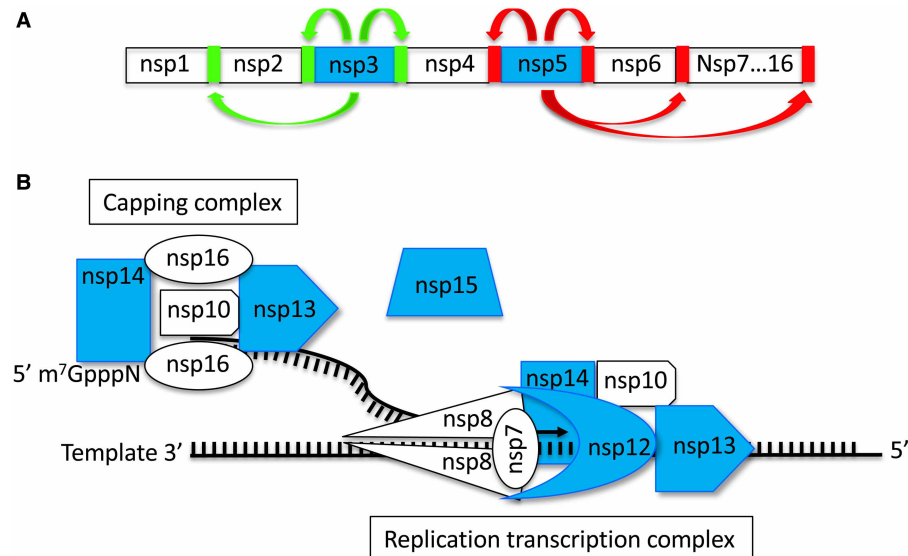 A
nsp1 nsp2 nsp3 nsp4 nsp5 nsp6 Nsp7...16
B
Capping complex
nsp14 nsp16
nsp10 nsp13 nsp15
nsp16
5' m⁷GpppN
nsp14 nsp10
nsp8
nsp7 nsp12 nsp13
Template 3' 5'
nsp8
Replication transcription complex